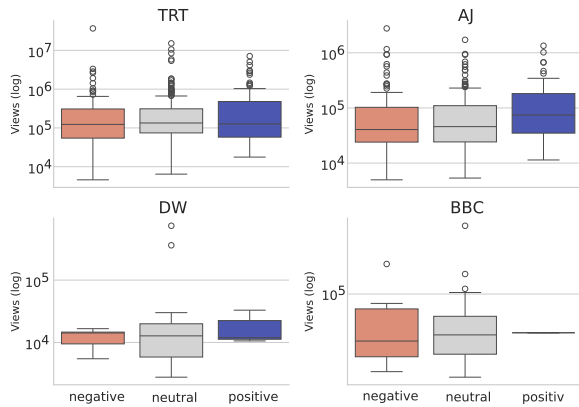 TRT
AJ
Views (log)
10^7
10^6
10^5
10^4
Views (log)
10^6
10^5
10^4
DW
BBC
Views (log)
10^5
10^4
Views (log)
10^5
negative neutral positive
negative neutral positiv